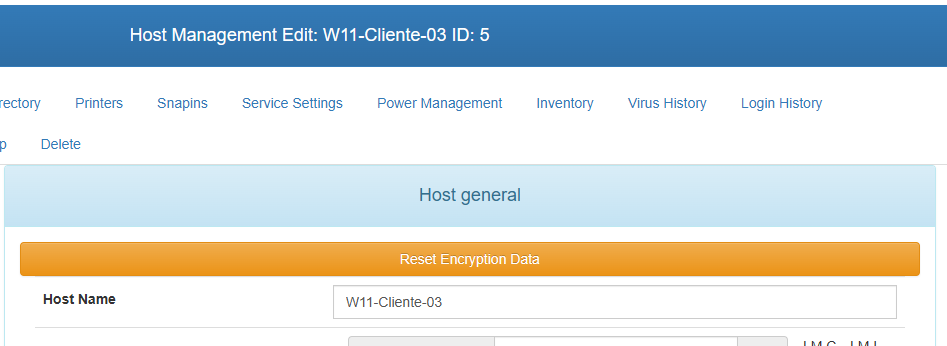 Host Management Edit: W11-Cliente-03 ID: 5
rectory Printers Snapins Service Settings Power Management Inventory Virus History Login History
p Delete
Host general
Reset Encryption Data
Host Name W11-Cliente-03